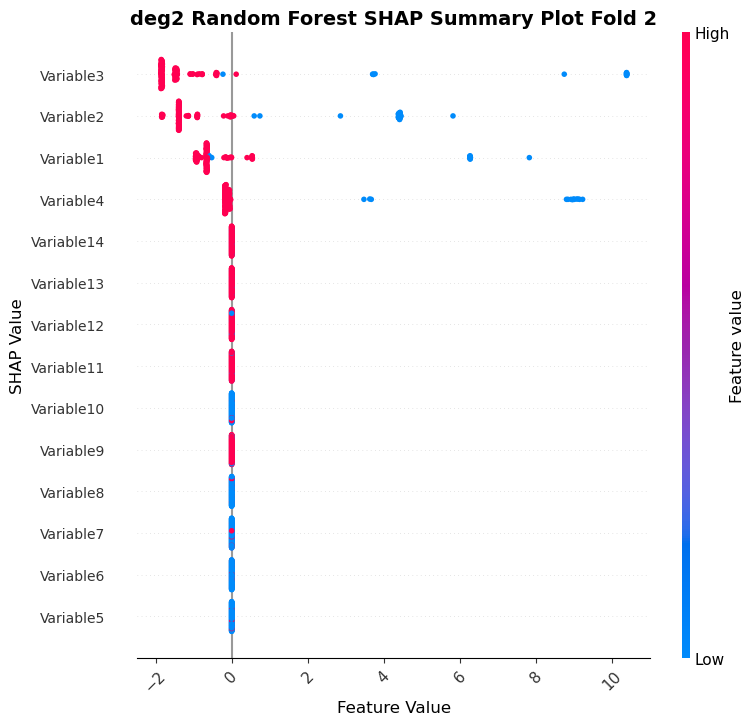 deg2 Random Forest SHAP Summary Plot Fold 2
High
Variable3
Variable2
Variable1
Variable4
Variable14
Variable13
Variable12
Variable11
Variable10
Variable9
Variable8
Variable7
Variable6
Variable5
SHAP Value
Feature value
Low
−2 0 2 4 6 8 10
Feature Value